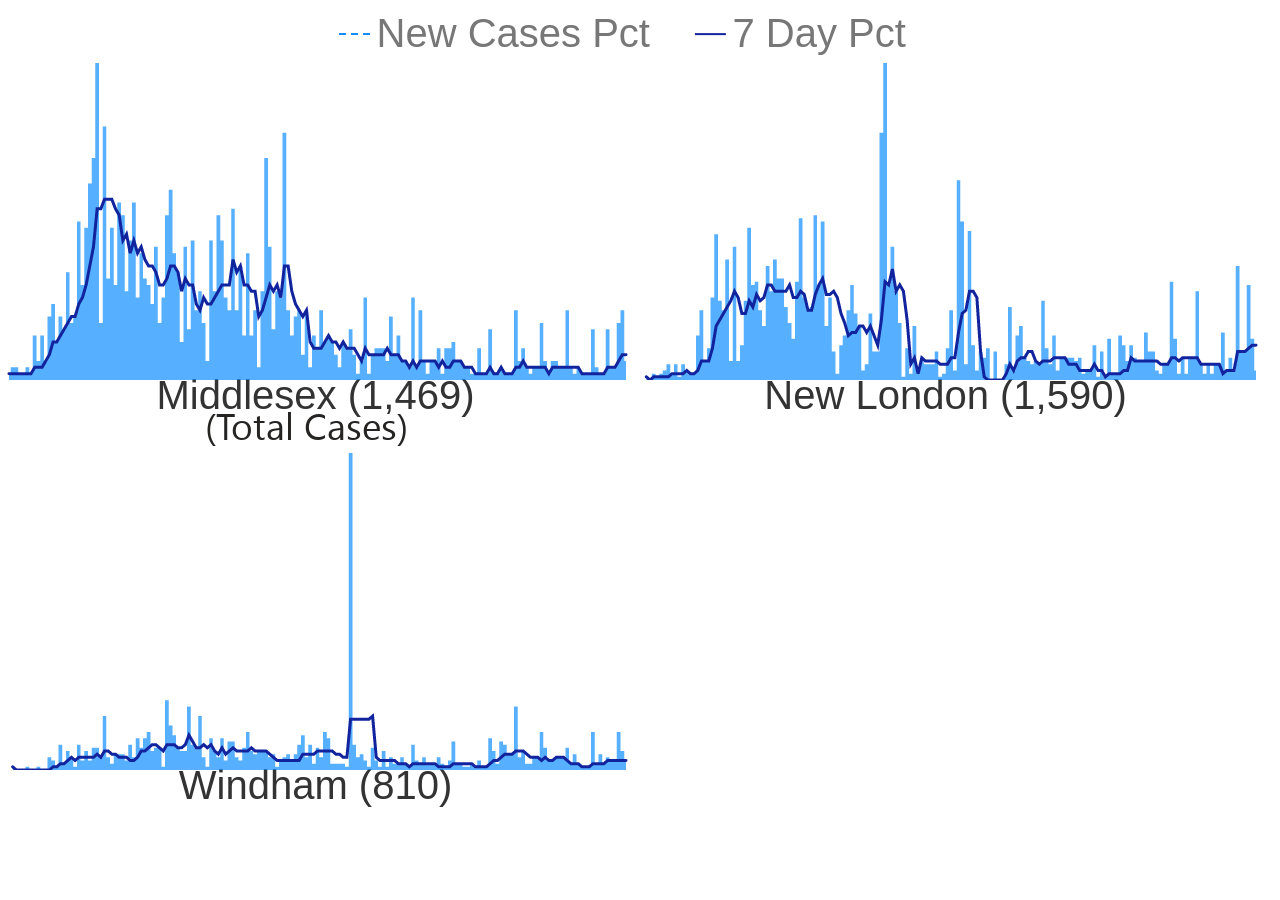 New Cases Pct 7 Day Pct
Middlesex (1,469) New London (1,590)
(Total Cases)
Windham (810)